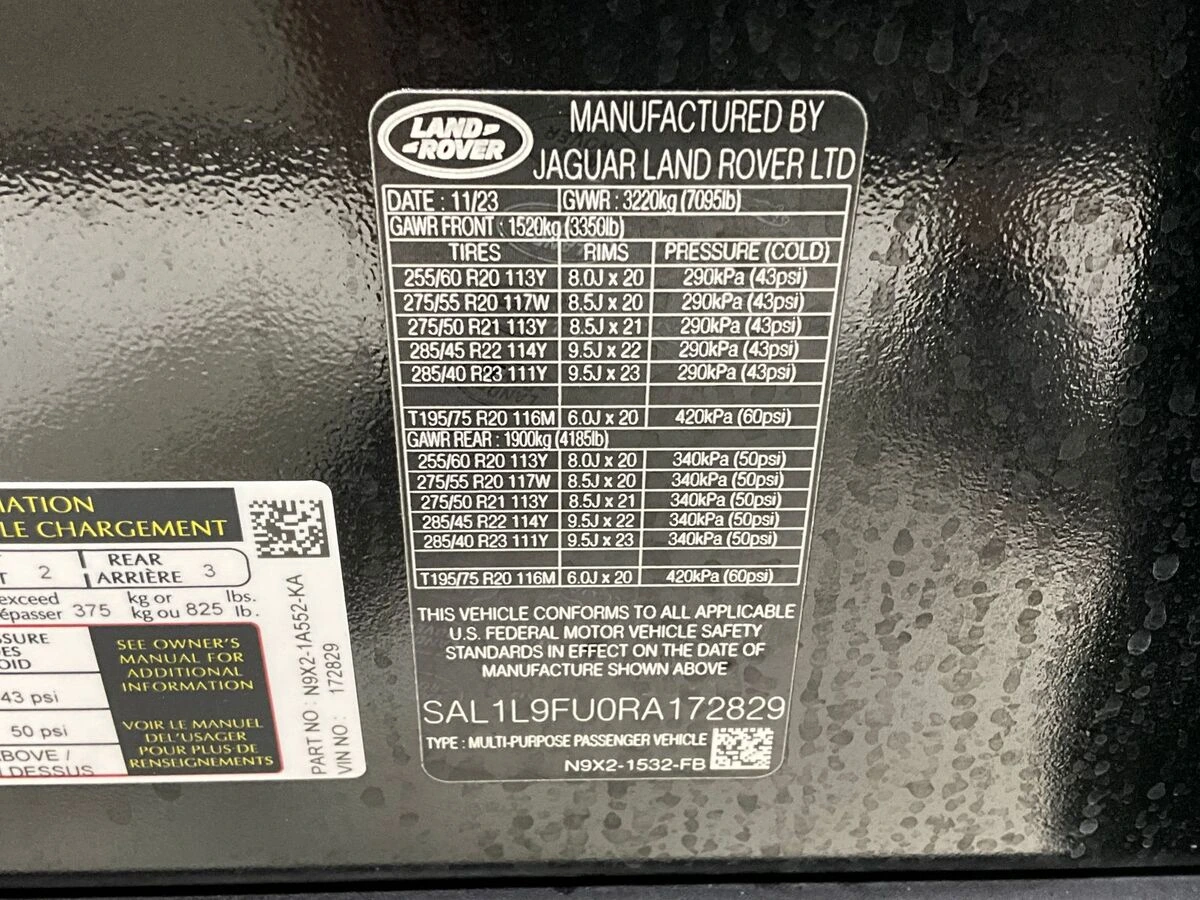 LAND-
-ROVER
MANUFACTURED BY
JAGUAR LAND ROVER LTD
DATE : 11/23 GVWR : 3220kg (7095lb)
GAWR FRONT : 1520kg (3350lb)
TIRES RIMS PRESSURE (COLD)
255/60 R20 113Y 8.0J x 20 290kPa (43psi)
275/55 R20 117W 8.5J x 20 290kPa (43psi)
275/50 R21 113Y 8.5J x 21 290kPa (43psi)
285/45 R22 114Y 9.5J x 22 290kPa (43psi)
285/40 R23 111Y 9.5J x 23 290kPa (43psi)
T195/75 R20 116M 6.0J x 20 420kPa (60psi)
GAWR REAR : 1900kg (4185lb)
255/60 R20 113Y 8.0J x 20 340kPa (50psi)
275/55 R20 117W 8.5J x 20 340kPa (50psi)
275/50 R21 113Y 8.5J x 21 340kPa (50psi)
285/45 R22 114Y 9.5J x 22 340kPa (50psi)
285/40 R23 111Y 9.5J x 23 340kPa (50psi)
T195/75 R20 116M 6.0J x 20 420kPa (60psi)
THIS VEHICLE CONFORMS TO ALL APPLICABLE
U.S. FEDERAL MOTOR VEHICLE SAFETY
STANDARDS IN EFFECT ON THE DATE OF
MANUFACTURE SHOWN ABOVE
SAL1L9FU0RA172829
TYPE : MULTI-PURPOSE PASSENGER VEHICLE
N9X2-1532-FB
MATION
LE CHARGEMENT
T 2 REAR
ARRIÈRE 3
exceed
épasser 375 kg or
kg ou 825 lbs.
lb.
SSURE
ES
OID
43 psi
50 psi
BOVE /
DESSUS
SEE OWNER'S
MANUAL FOR
ADDITIONAL
INFORMATION
VOIR LE MANUEL
DEL'USAGER
POUR PLUS-DE
RENSEIGNEMENTS
PART NO : N9X2-1A552-KA
VIN NO : 172829